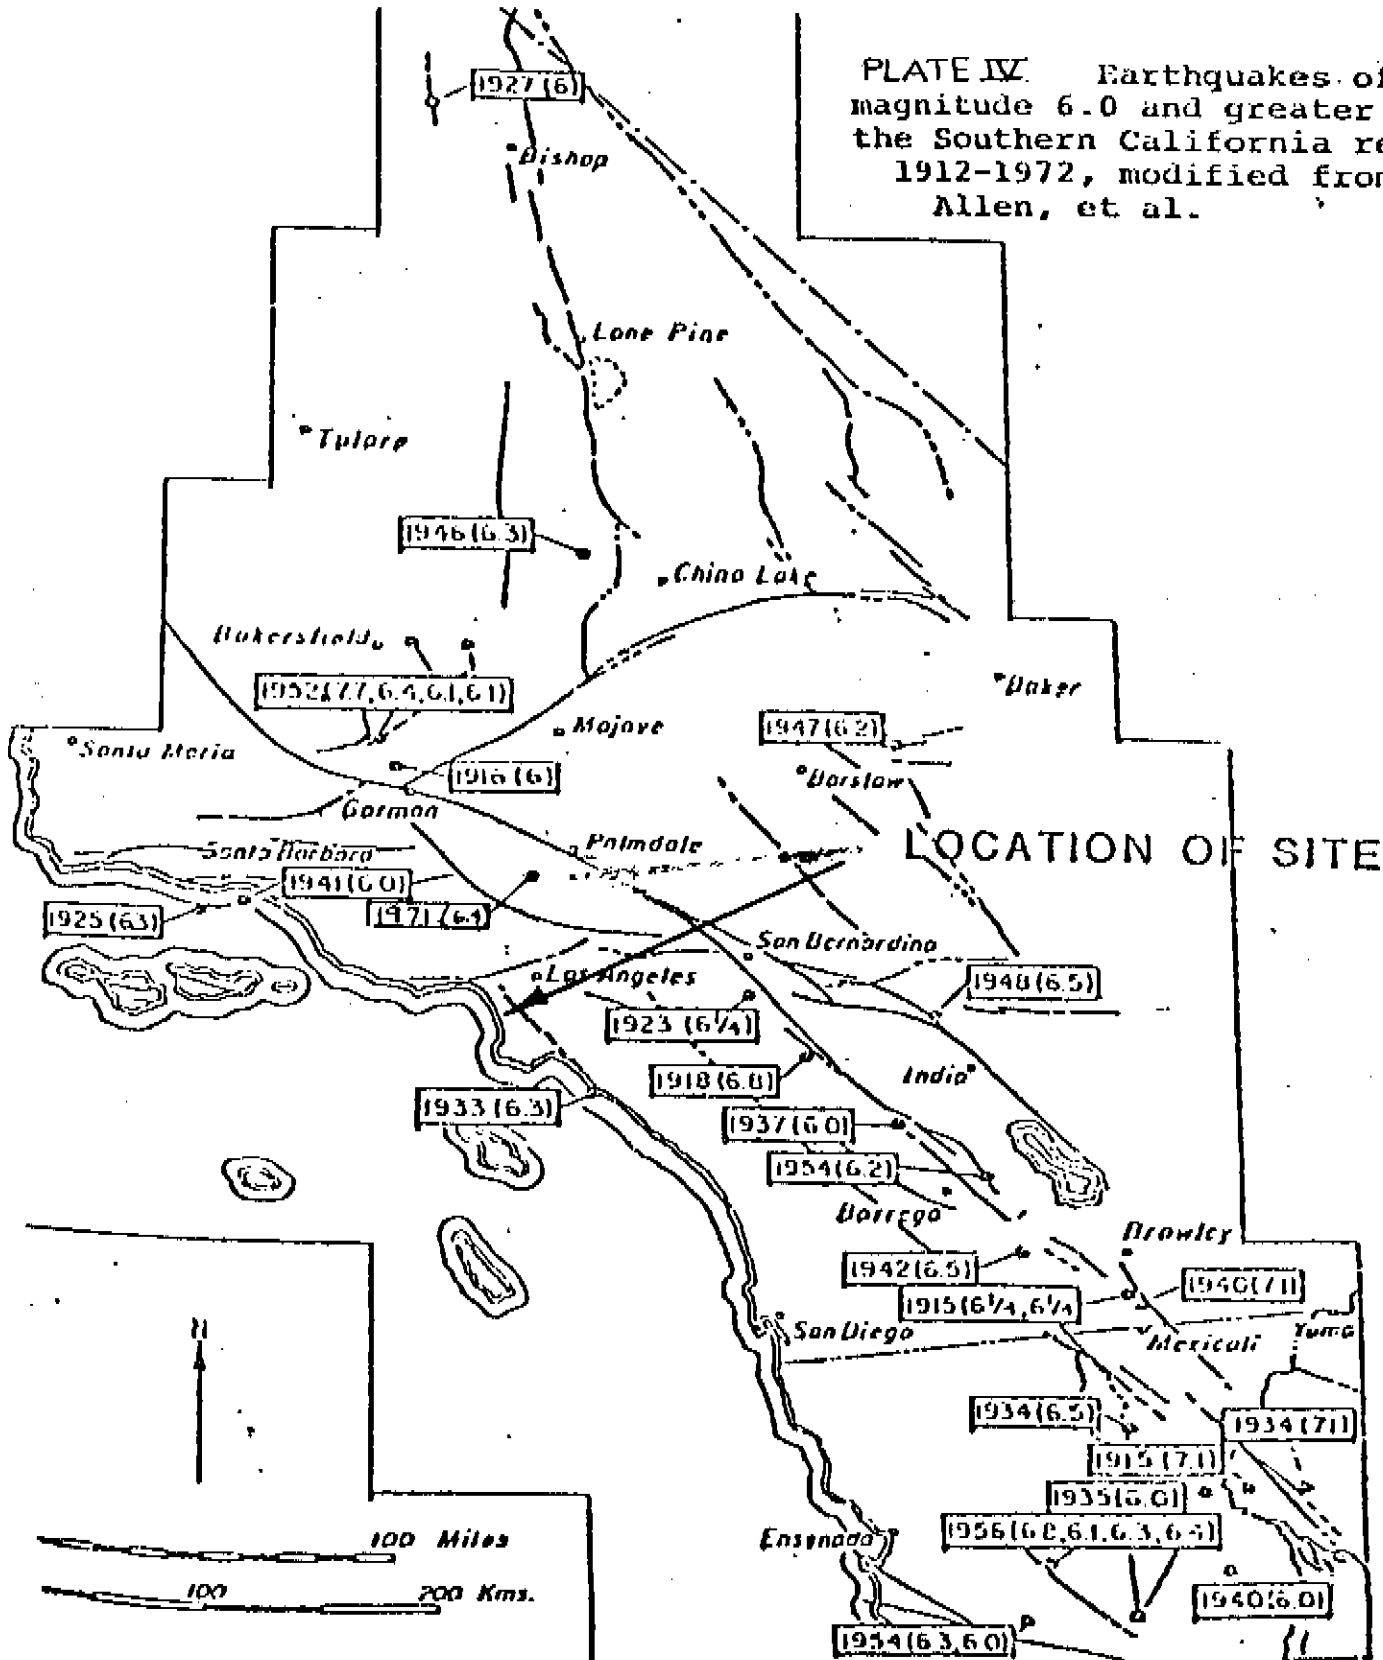 PLATE IV. Earthquakes of
magnitude 6.0 and greater
the Southern California re
1912-1972, modified from
Allen, et al.
1927 (6)
Bishop
Lone Pine
Tulare
1946 (6.3)
China Lake
Bakersfield
1952 (7.7, 6.4, 6.1, 6.1)
Baker
Mojave
1947 (6.2)
Santa Maria
1916 (6)
Barstow
Gorman
Palmdale
LOCATION OF SITE
Santa Barbara
1941 (6.0)
1925 (6.3)
1971 (6.4)
San Bernardino
Los Angeles
1948 (6.5)
1923 (6 1/4)
1918 (6.8)
Indio
1933 (6.3)
1937 (6.0)
1954 (6.2)
Borrego
Brawley
1942 (6.5)
1940 (7.1)
1915 (6 1/4, 6 1/4)
N
San Diego
Mexicali
Yuma
1934 (6.5)
1934 (7.1)
1915 (7.1)
1935 (6.0)
1956 (6.8, 6.1, 6.3, 6.4)
Ensenada
100 Miles
100 200 Kms.
1940 (6.0)
1954 (6.3, 6.0)